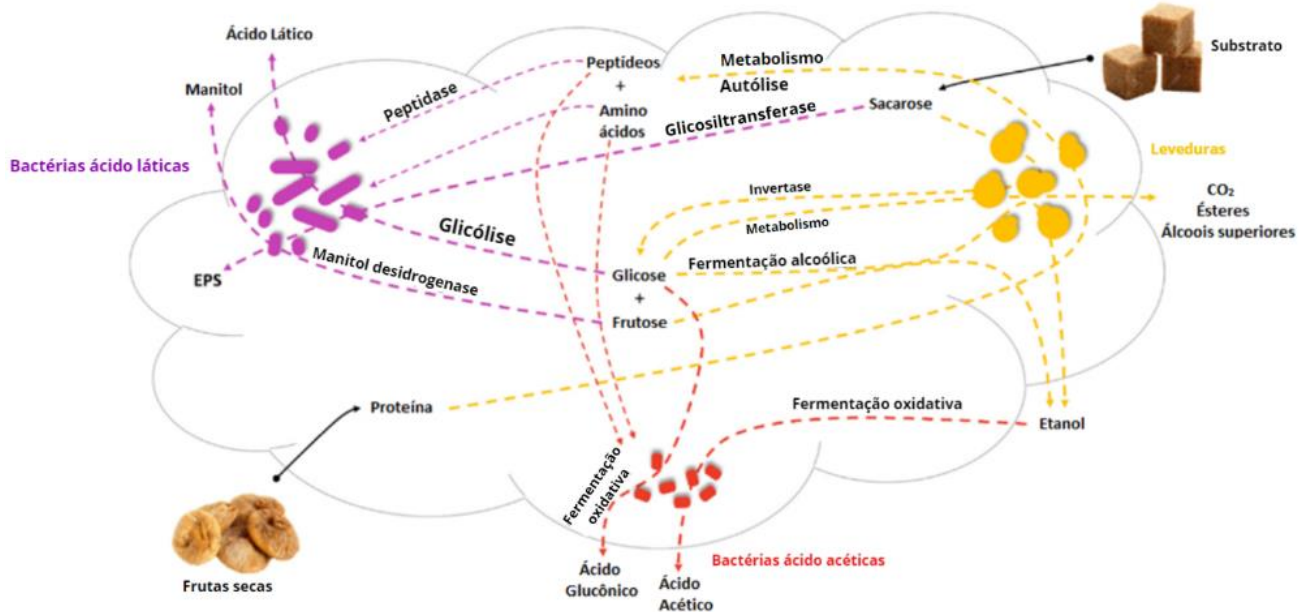 Ácido Lático
Manitol
Peptidase
Bactérias ácido láticas
EPS
Peptídeos
+
Amino
ácidos
Metabolismo
Autólise
Glicosiltransferase
Sacarose
Substrato
Leveduras
CO₂
Ésteres
Álcoois superiores
Invertase
Metabolismo
Glicólise
Manitol desidrogenase
Fermentação alcoólica
Glicose
+
Frutose
Proteína
Frutas secas
Fermentação oxidativa
Etanol
Fermentação
oxidativa
Bactérias ácido acéticas
Ácido
Glucônico
Ácido
Acético